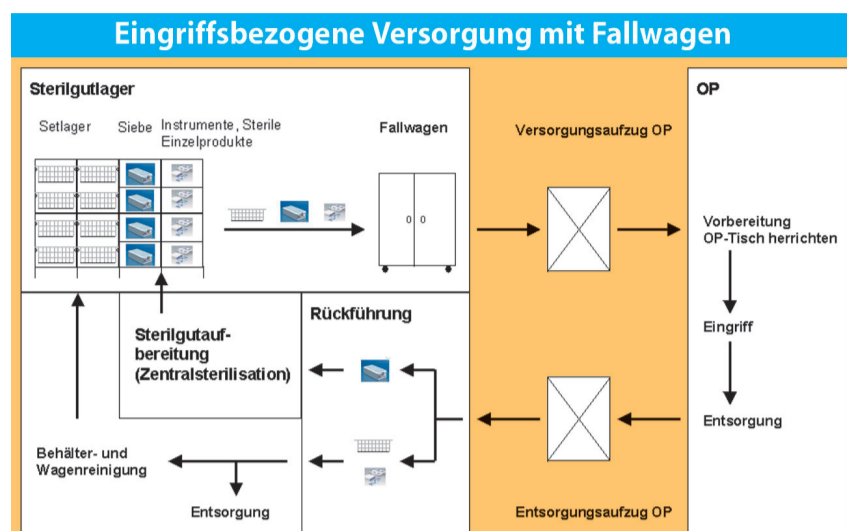 Eingriffsbezogene Versorgung mit Fallwagen
Sterilgutlager
OP
Setlager
Siebe
Instrumente, Sterile
Einzelprodukte
Fallwagen
Versorgungsaufzug OP
Vorbereitung
OP-Tisch herrichten
Rückführung
Sterilgutauf-
bereitung
(Zentralsterilisation)
Eingriff
Entsorgung
Behälter- und
Wagenreinigung
Entsorgung
Entsorgungsaufzug OP